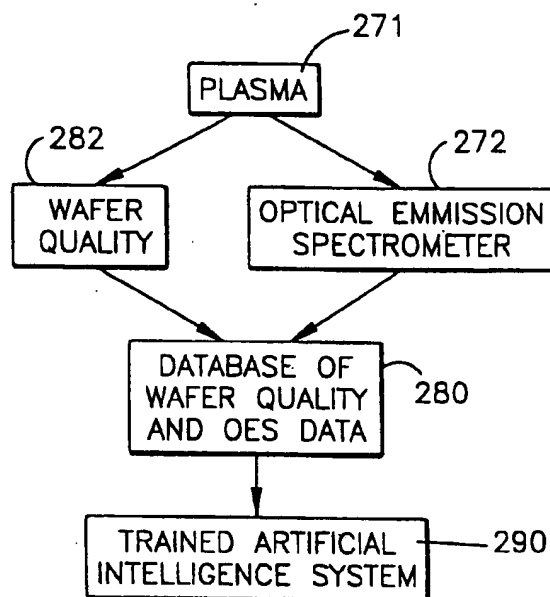 271
PLASMA
282
272
WAFER
QUALITY
OPTICAL EMMISSION
SPECTROMETER
DATABASE OF
WAFER QUALITY
AND OES DATA
280
TRAINED ARTIFICIAL
INTELLIGENCE SYSTEM
290